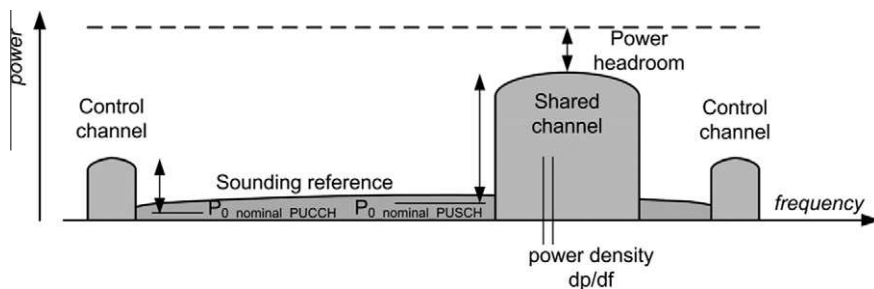 power
Power
headroom
Control
channel
Shared
channel
Control
channel
Sounding reference
frequency
P0 nominal PUCCH
P0 nominal PUSCH
power density
dp/df